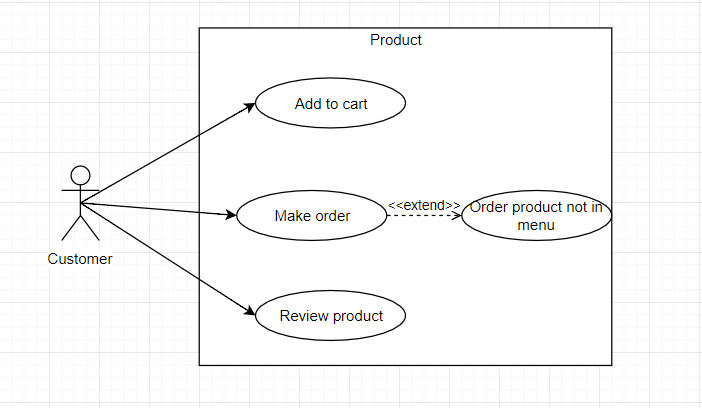 Product
Add to cart
Make order
<<extend>>
Order product not in
menu
Customer
Review product